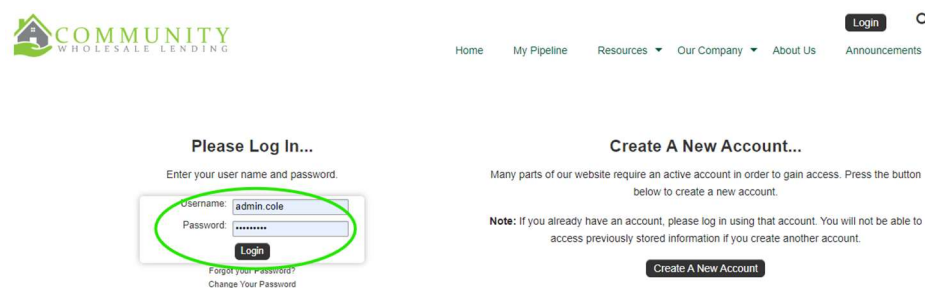 COMMUNITY
WHOLESALE LENDING
Login
Home My Pipeline Resources Our Company About Us Announcements
Please Log In...
Enter your user name and password.
Username: admin.cole
Password: •••••••••
Login
Forgot your Password?
Change Your Password
Create A New Account...
Many parts of our website require an active account in order to gain access. Press the button
below to create a new account.
Note: If you already have an account, please log in using that account. You will not be able to
access previously stored information if you create another account.
Create A New Account